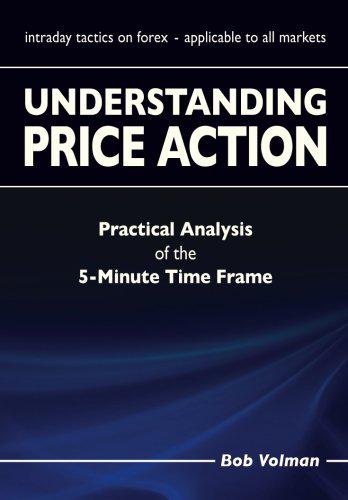 intraday tactics on forex - applicable to all markets
UNDERSTANDING
PRICE ACTION
Practical Analysis
of the
5-Minute Time Frame
Bob Volman